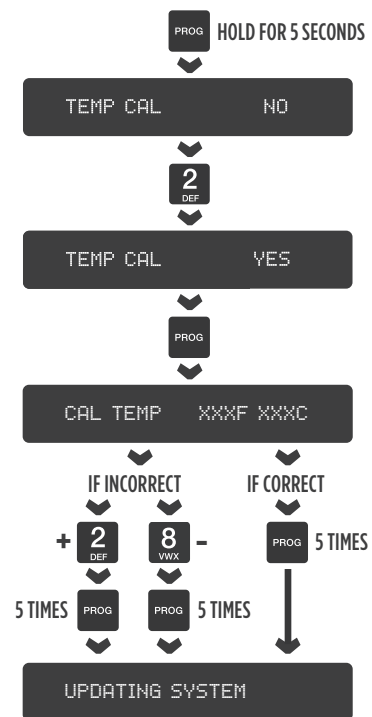 PROG HOLD FOR 5 SECONDS
TEMP CAL NO
2
DEF
TEMP CAL YES
PROG
CAL TEMP XXXF XXXC
IF INCORRECT IF CORRECT
+ 2 DEF 8 VWX - PROG 5 TIMES
5 TIMES PROG PROG 5 TIMES
UPDATING SYSTEM